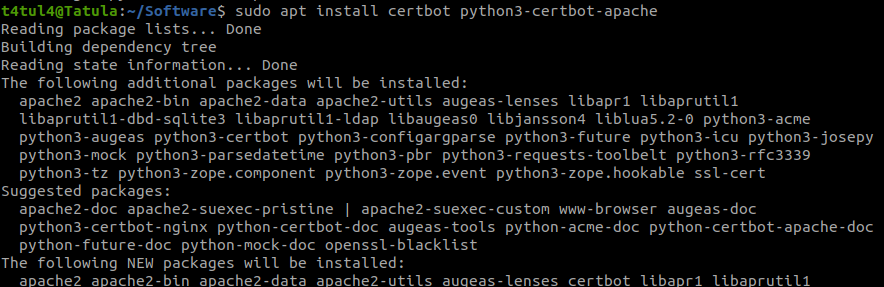 t4tul4@Tatula:~/Software$ sudo apt install certbot python3-certbot-apache
Reading package lists... Done
Building dependency tree
Reading state information... Done
The following additional packages will be installed:
  apache2 apache2-bin apache2-data apache2-utils augeas-lenses libapr1 libaprutil1
  libaprutil1-dbd-sqlite3 libaprutil1-ldap libaugeas0 libjansson4 liblua5.2-0 python3-acme
  python3-augeas python3-certbot python3-configargparse python3-future python3-icu python3-josepy
  python3-mock python3-parsedatetime python3-pbr python3-requests-toolbelt python3-rfc3339
  python3-tz python3-zope.component python3-zope.event python3-zope.hookable ssl-cert
Suggested packages:
  apache2-doc apache2-suexec-pristine | apache2-suexec-custom www-browser augeas-doc
  python3-certbot-nginx python-certbot-doc augeas-tools python-acme-doc python-certbot-apache-doc
  python-future-doc python-mock-doc openssl-blacklist
The following NEW packages will be installed:
  apache2 apache2-bin apache2-data apache2-utils augeas-lenses certbot libapr1 libaprutil1